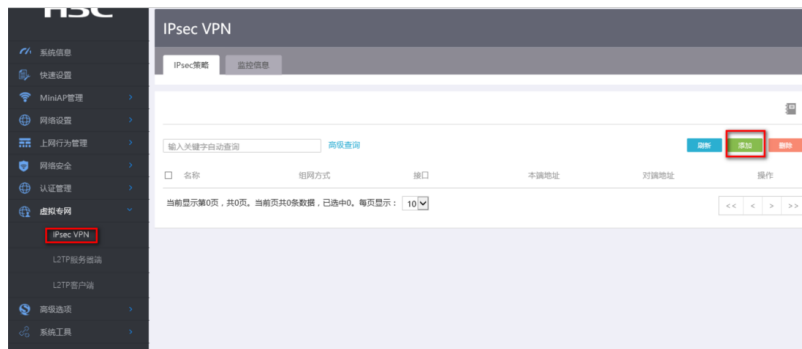 H3C
IPsec VPN
系统信息
快速设置
MiniAP管理
网络设置
上网行为管理
网络安全
认证管理
虚拟专网
IPsec VPN
L2TP服务器端
L2TP客户端
高级选项
系统工具
IPsec策略 监控信息
输入关键字自动查询 高级查询 刷新 添加 删除
名称 组网方式 接口 本端地址 对端地址 操作
当前显示第0页，共0页。当前页共0条数据，已选中0。每页显示： 10 << < > >>